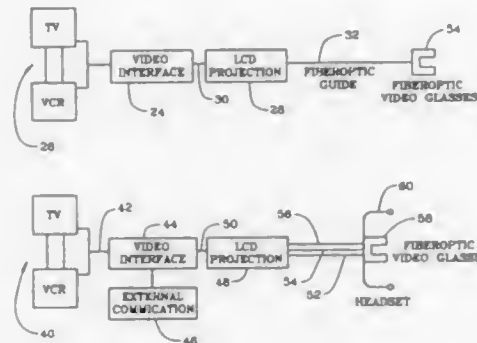 TV
VIDEO
INTERFACE
LCD
PROJECTION
32
54
VCR
24
30
28
FIBEROPTIC
GUIDE
FIBEROPTIC
VIDEO GLASSES
26
60
TV
42
44
50
56
58
VIDEO
INTERFACE
LCD
PROJECTION
FIBEROPTIC
VIDEO GLASSES
VCR
48
54
52
EXTERNAL
COMMICATION
HEADSET
40
46